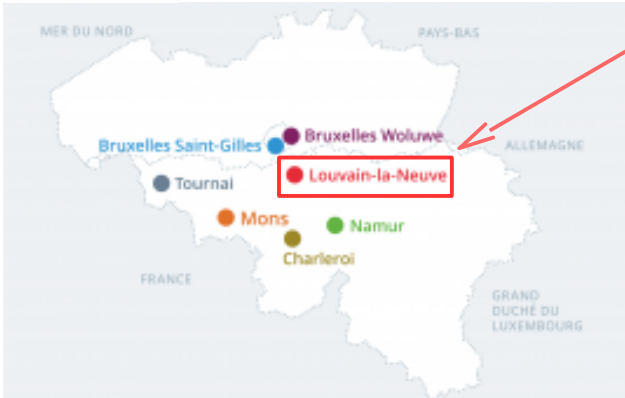 MER DU NORD
PAYS-BAS
Bruxelles Woluwe
Bruxelles Saint-Gilles
ALLEMAGNE
Louvain-la-Neuve
Tournai
Mons
Namur
Charleroi
FRANCE
GRAND
DUCHÉ DU
LUXEMBOURG